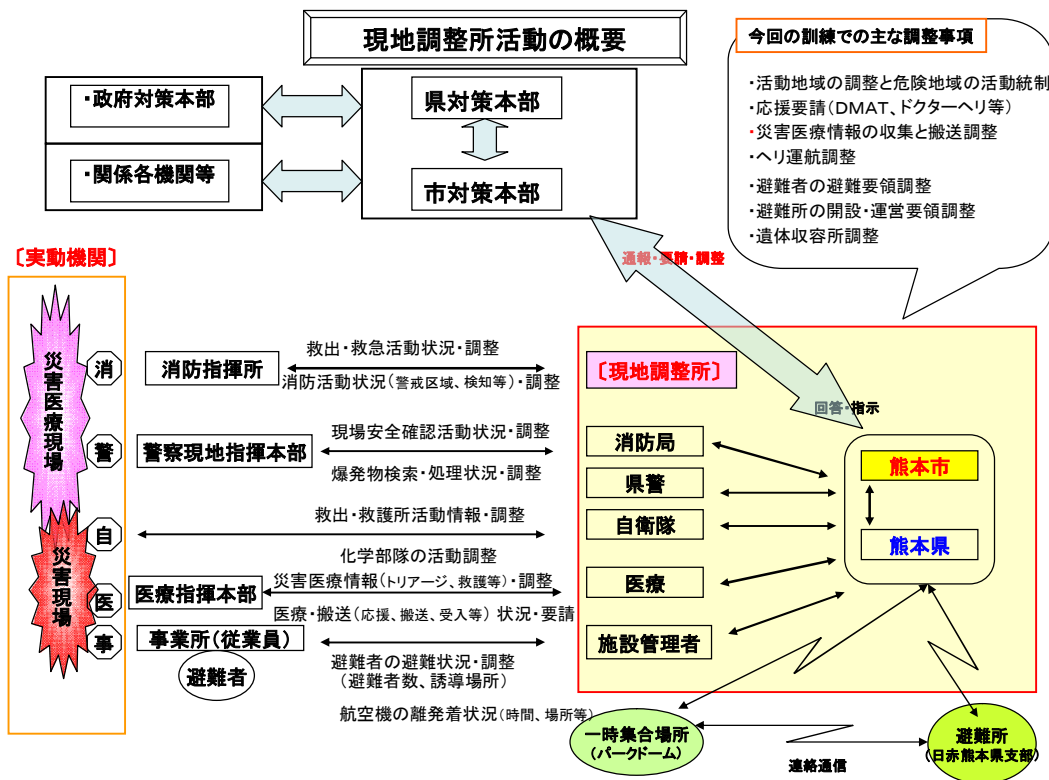 現地調整所活動の概要
今回の訓練での主な調整事項
・活動地域の調整と危険地域の活動統制
・応援要請(DMAT、ドクターヘリ等)
・災害医療情報の収集と搬送調整
・ヘリ運航調整
・避難者の避難要領調整
・避難所の開設・運営要領調整
・遺体収容所調整
・政府対策本部
・関係各機関等
県対策本部
市対策本部
通報・要請・調整
回答・指示
〔実動機関〕
災害医療現場
災害現場
消
消防指揮所
救出・救急活動状況・調整
消防活動状況(警戒区域、検知等)・調整
警
警察現地指揮本部
現場安全確認活動状況・調整
爆発物検索・処理状況・調整
自
救出・救護所活動情報・調整
化学部隊の活動調整
医
医療指揮本部
災害医療情報(トリアージ、救護等)・調整
医療・搬送(応援、搬送、受入等)状況・要請
事
事業所(従業員)
避難者
避難者の避難状況・調整
(避難者数、誘導場所)
航空機の離発着状況(時間、場所等)
〔現地調整所〕
消防局
県警
自衛隊
医療
施設管理者
熊本市
熊本県
一時集合場所
(パークドーム)
連絡通信
避難所
(日赤熊本県支部)